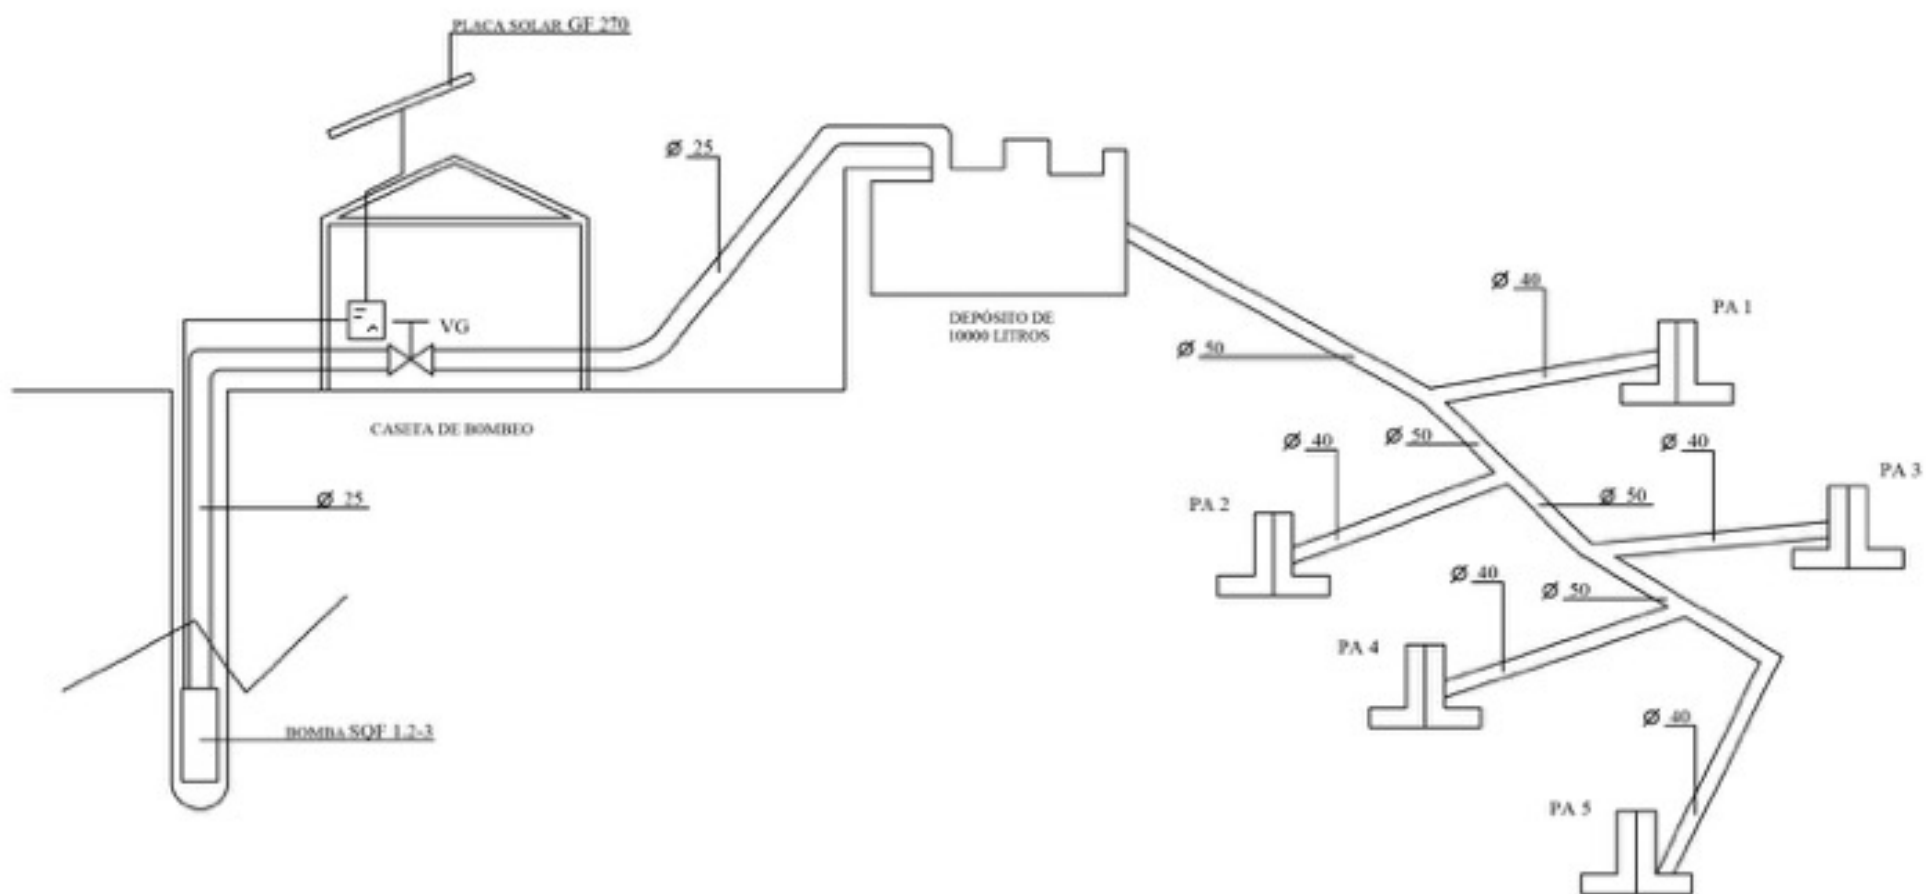 PLACA SOLAR GF 270
Ø 25
VG
DEPÓSITO DE
10000 LITROS
CASETA DE BOMBEO
Ø 25
BOMBA SQF 1.2-3
Ø 50
Ø 40
PA 1
Ø 50
Ø 40
PA 2
Ø 50
Ø 40
PA 3
Ø 50
Ø 40
PA 4
Ø 40
PA 5